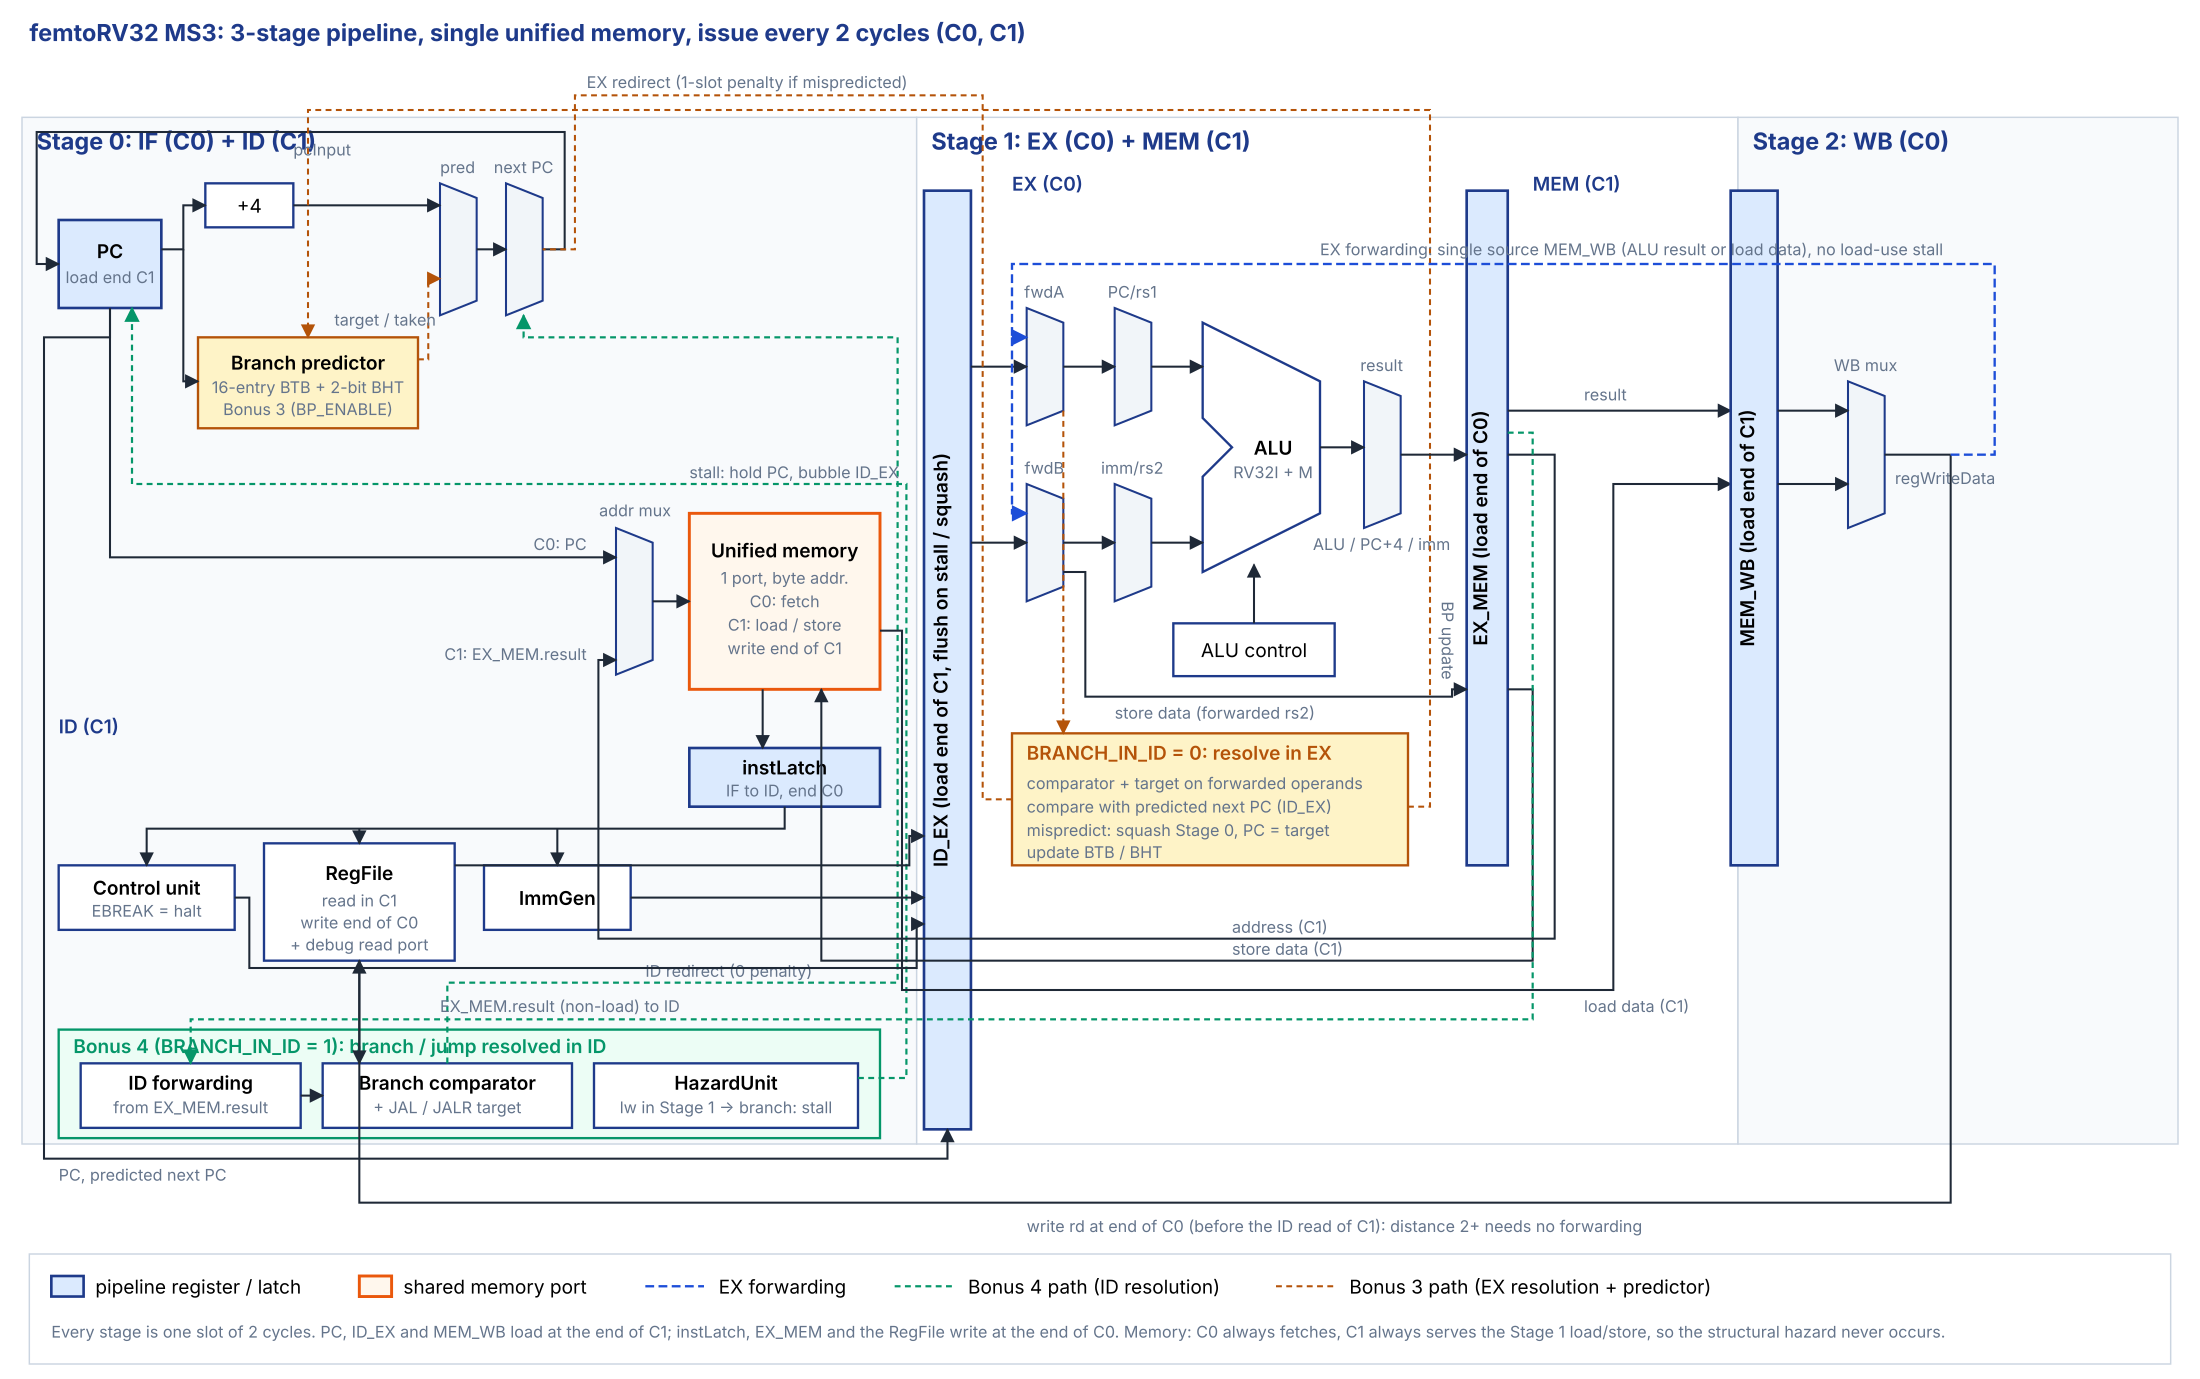 femtoRV32 MS3: 3-stage pipeline, single unified memory, issue every 2 cycles (C0, C1)
EX redirect (1-slot penalty if mispredicted)
Stage 0: IF (C0) + ID (C1)
pcInput
Stage 1: EX (C0) + MEM (C1)
Stage 2: WB (C0)
pred
next PC
EX (C0)
MEM (C1)
+4
PC
load end C1
EX forwarding: single source MEM_WB (ALU result or load data), no load-use stall
fwdA
PC/rs1
target / taken
Branch predictor
16-entry BTB + 2-bit BHT
Bonus 3 (BP_ENABLE)
result
result
WB mux
stall: hold PC, bubble ID_EX
fwdB
imm/rs2
ALU
RV32I + M
regWriteData
addr mux
C0: PC
Unified memory
1 port, byte addr.
C0: fetch
C1: load / store
write end of C1
ALU / PC+4 / imm
C1: EX_MEM.result
ID_EX (load end of C1, flush on stall / squash)
EX_MEM (load end of C0)
MEM_WB (load end of C1)
BP update
ALU control
store data (forwarded rs2)
ID (C1)
instLatch
IF to ID, end C0
BRANCH_IN_ID = 0: resolve in EX
comparator + target on forwarded operands
compare with predicted next PC (ID_EX)
mispredict: squash Stage 0, PC = target
update BTB / BHT
Control unit
EBREAK = halt
RegFile
read in C1
write end of C0
+ debug read port
ImmGen
address (C1)
store data (C1)
ID redirect (0 penalty)
EX_MEM.result (non-load) to ID
load data (C1)
Bonus 4 (BRANCH_IN_ID = 1): branch / jump resolved in ID
ID forwarding
from EX_MEM.result
Branch comparator
+ JAL / JALR target
HazardUnit
lw in Stage 1 → branch: stall
PC, predicted next PC
write rd at end of C0 (before the ID read of C1): distance 2+ needs no forwarding
pipeline register / latch
shared memory port
EX forwarding
Bonus 4 path (ID resolution)
Bonus 3 path (EX resolution + predictor)
Every stage is one slot of 2 cycles. PC, ID_EX and MEM_WB load at the end of C1; instLatch, EX_MEM and the RegFile write at the end of C0. Memory: C0 always fetches, C1 always serves the Stage 1 load/store, so the structural hazard never occurs.